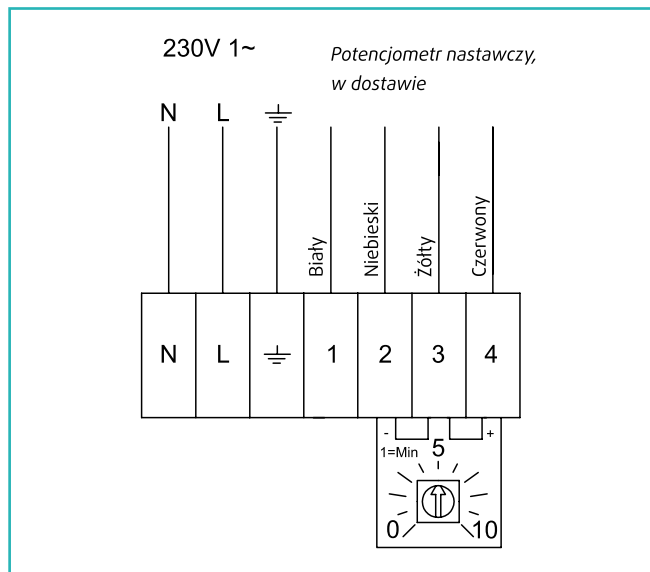 230V 1~
Potencjometr nastawczy,
w dostawie
N L
Biały
Niebieski
Żółty
Czerwony
N L 1 2 3 4
- +
1=Min 5
0 10